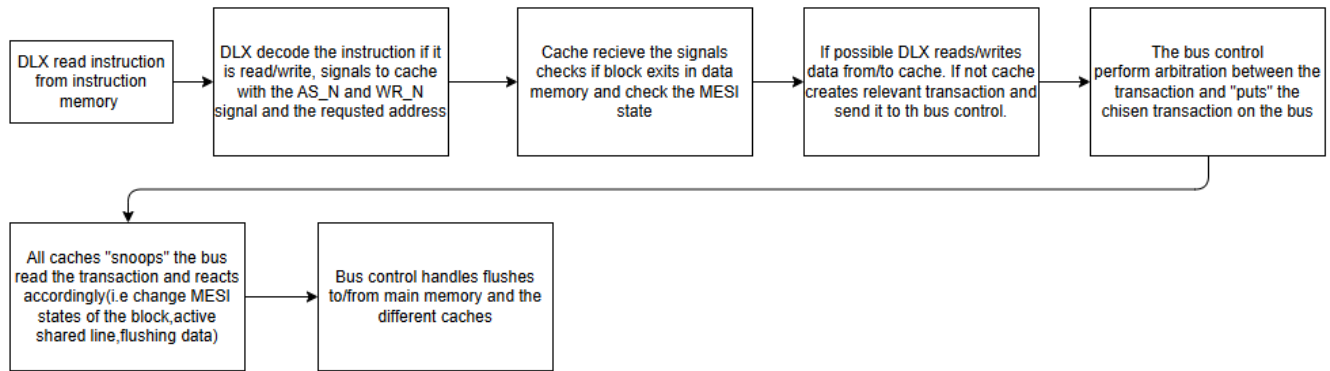 DLX read instruction
from instruction
memory
DLX decode the instruction if it
is read/write, signals to cache
with the AS_N and WR_N
signal and the requsted address
Cache recieve the signals
checks if block exits in data
memory and check the MESI
state
If possible DLX reads/writes
data from/to cache. If not cache
creates relevant transaction and
send it to th bus control.
The bus control
perform arbitration between the
transaction and "puts" the
chisen transaction on the bus
All caches "snoops" the bus
read the transaction and reacts
accordingly(i.e change MESI
states of the block,active
shared line,flushing data)
Bus control handles flushes
to/from main memory and the
different caches